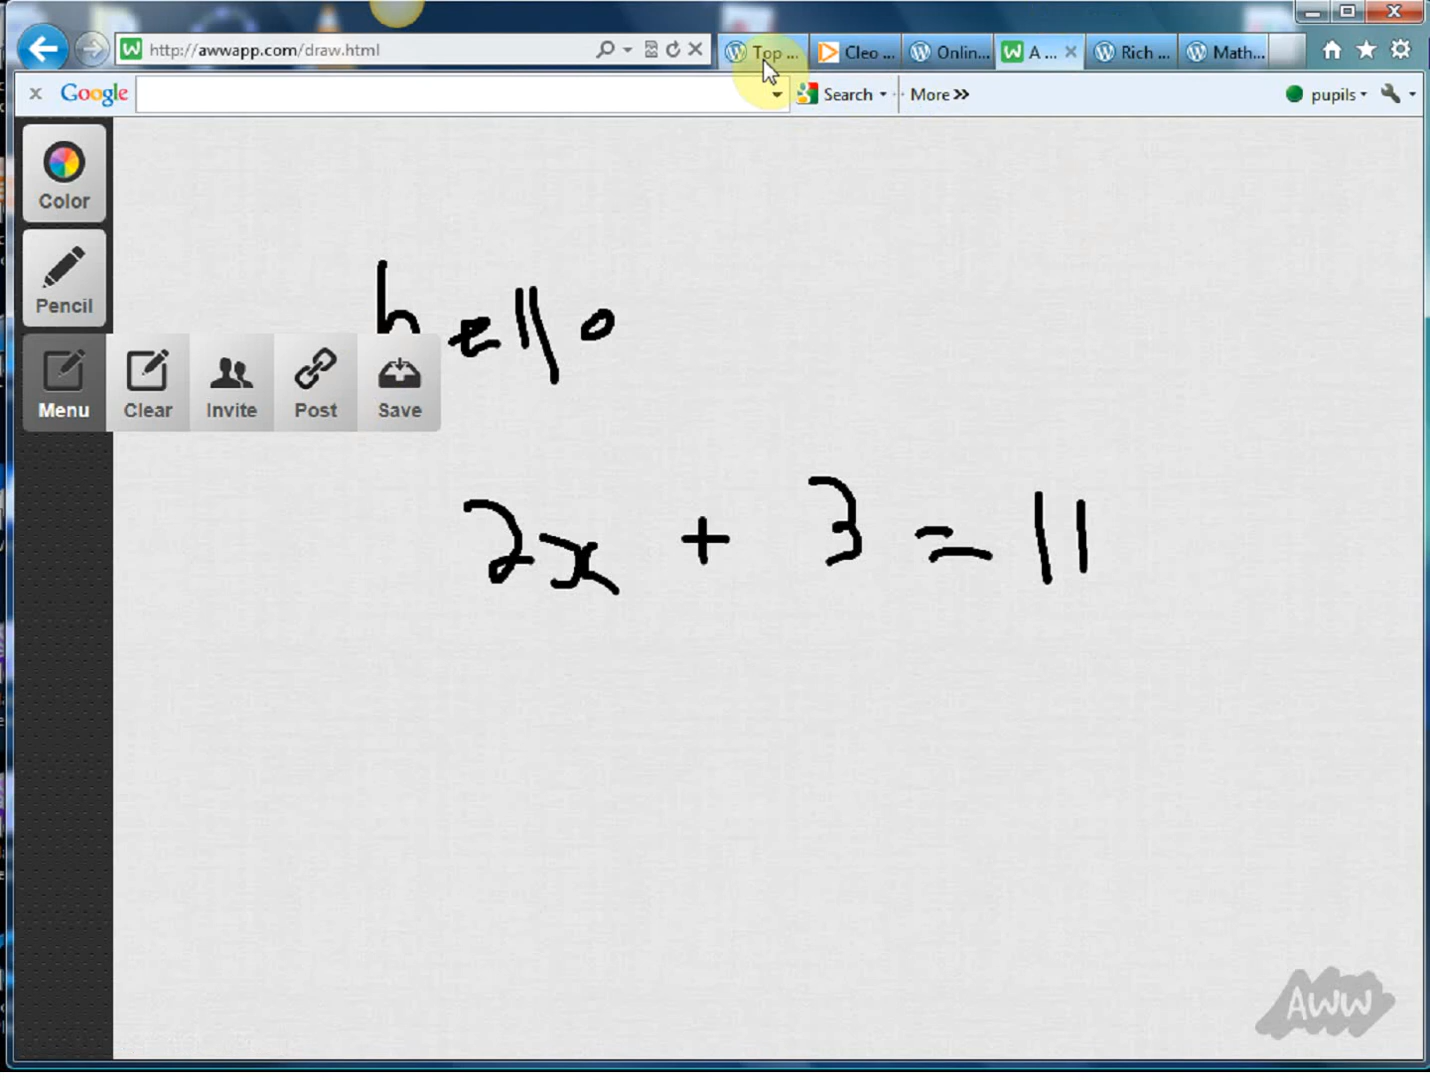 http://awwapp.com/draw.html
Top ...
Cleo ...
Onlin...
A ...
Rich ...
Math...
x Google
Search
More »
pupils
Color
Pencil
hello
Menu
Clear
Invite
Post
Save
2x + 3 = 11
AWW